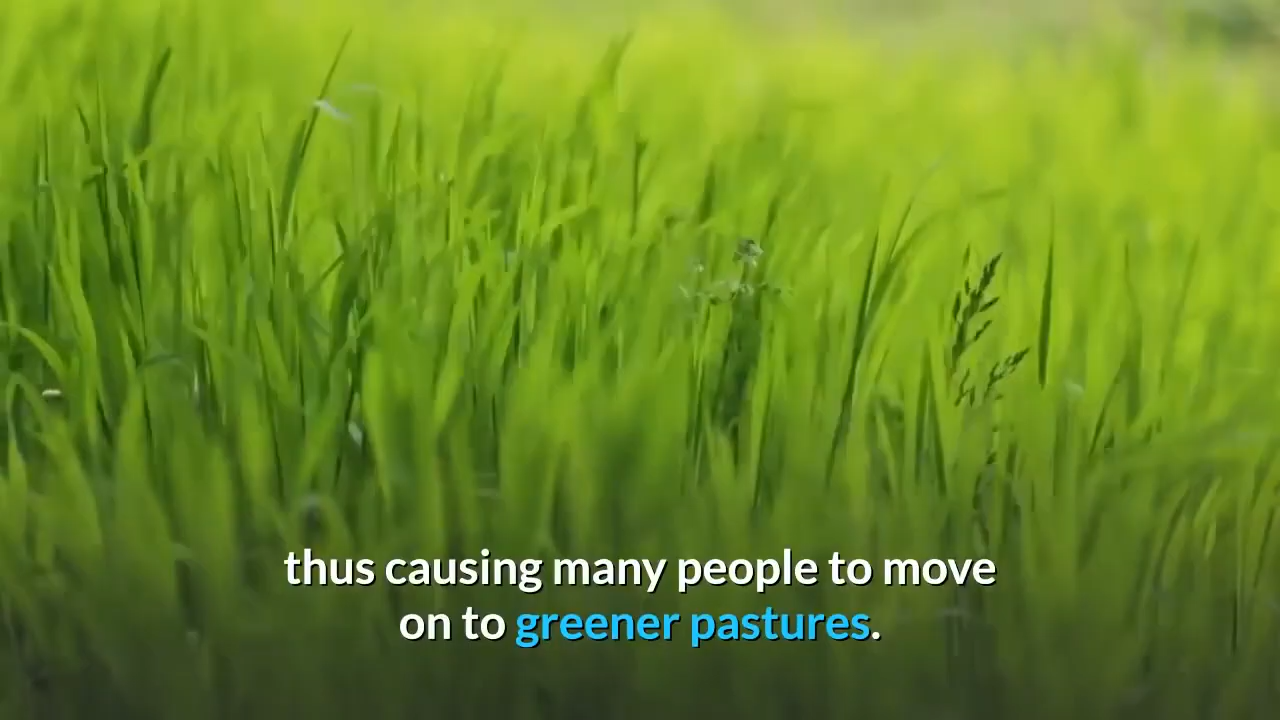 thus causing many people to move
on to greener pastures.